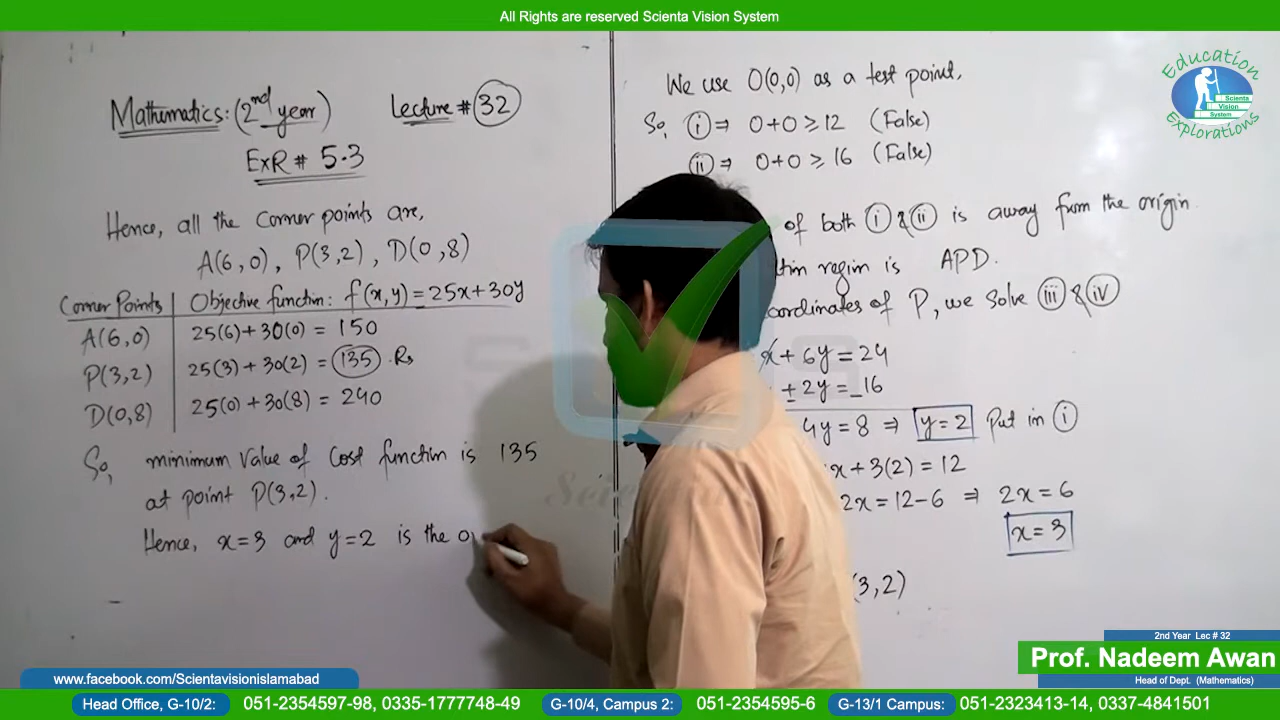 All Rights are reserved Scienta Vision System
Mathematics: (2nd year) Lecture # 32
ExR # 5.3
Hence, all the Corner points are,
A(6,0), P(3,2), D(0,8)
Corner Points | Objective function: f(x,y) = 25x+30y
A(6,0) | 25(6)+30(0) = 150
P(3,2) | 25(3)+30(2) = 135 Rs
D(0,8) | 25(0)+30(8) = 240
So, minimum value of Cost function is 135
at point P(3,2).
Hence, x=3 and y=2 is the
We use O(0,0) as a test point,
So, (i) ⇒ 0+0 ≥ 12 (False)
(ii) ⇒ 0+0 ≥ 16 (False)
of both (i) & (ii) is away from the origin.
region is APD.
coordinates of P, we solve (iii) & (iv)
x + 6y = 24
± 2y = _16
4y = 8 ⇒ y=2 Put in (i)
x + 3(2) = 12
2x = 12-6 ⇒ 2x = 6
x = 3
(3,2)
Education
Scienta
Vision
System
Explorations
2nd Year Lec # 32
Prof. Nadeem Awan
Head of Dept. (Mathematics)
www.facebook.com/Scientavisionislamabad
Head Office, G-10/2: 051-2354597-98, 0335-1777748-49 G-10/4, Campus 2: 051-2354595-6 G-13/1 Campus: 051-2323413-14, 0337-4841501